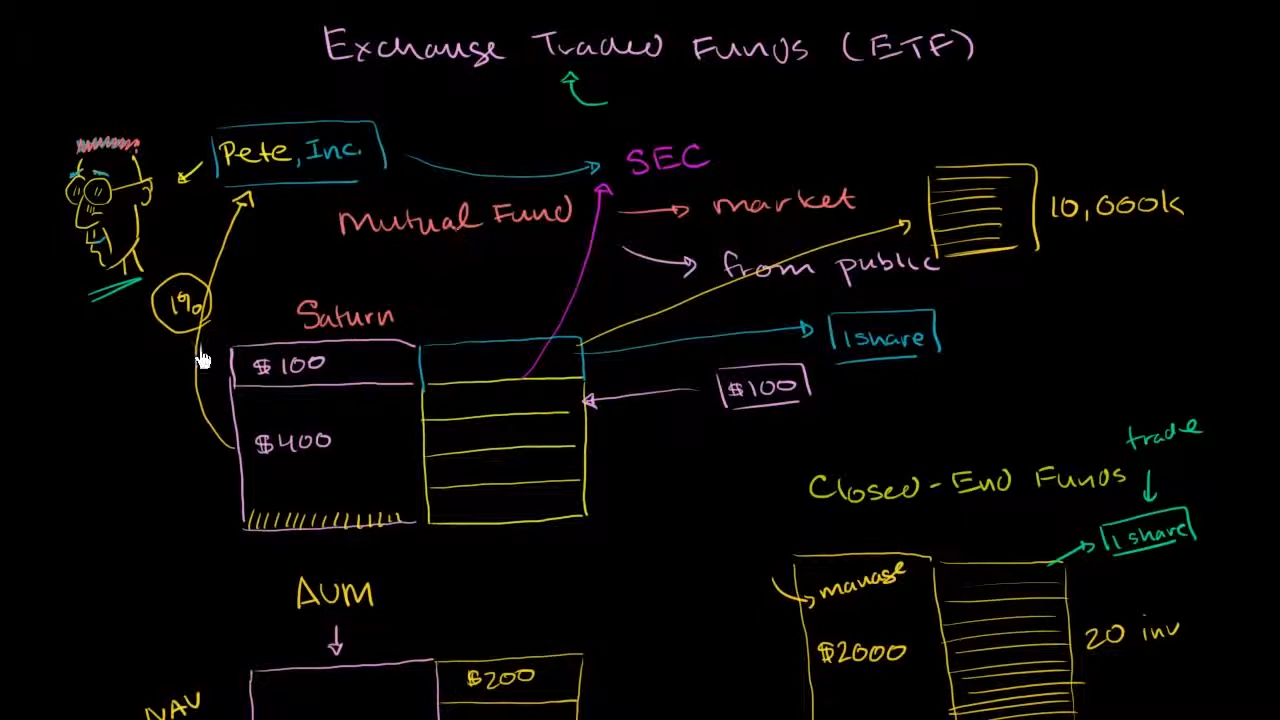 Exchange Traded Funds (ETF)
Pete, Inc.
SEC
Mutual Fund
market
from public
10,000k
1%
Saturn
$100
$400
1 share
$100
trade
Closed-End Funds
1 share
manage
$2000
20 inv
AUM
$200
NAV